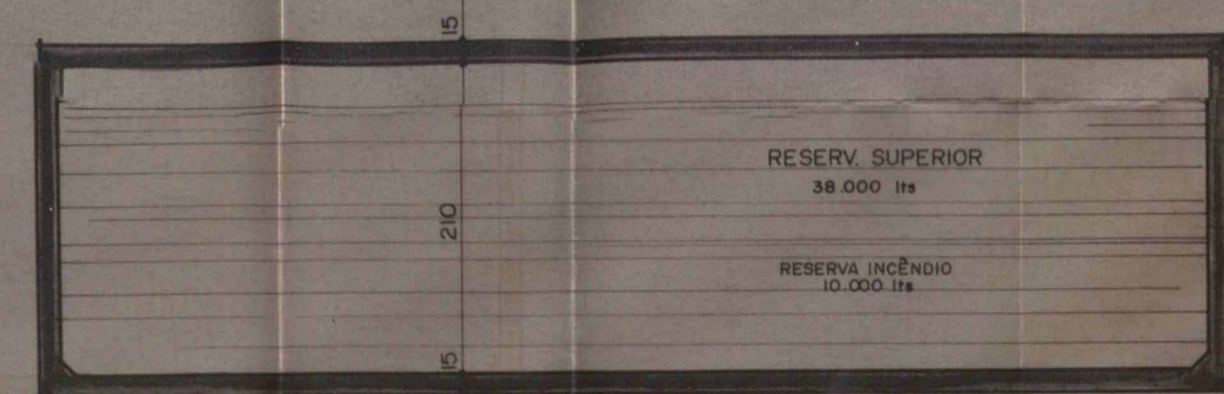 15
RESERV. SUPERIOR
38.000 lts
210
RESERVA INCÊNDIO
10.000 lts
15